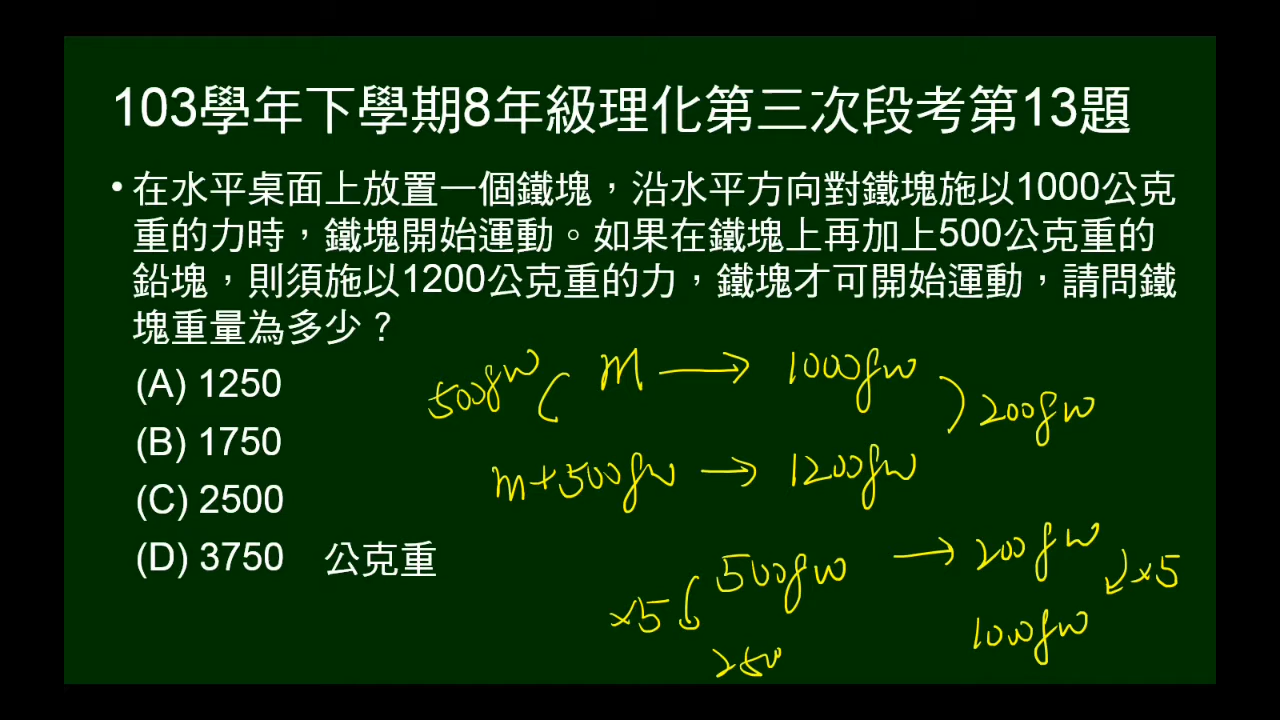 103學年下學期8年級理化第三次段考第13題
• 在水平桌面上放置一個鐵塊，沿水平方向對鐵塊施以1000公克
重的力時，鐵塊開始運動。如果在鐵塊上再加上500公克重的
鉛塊，則須施以1200公克重的力，鐵塊才可開始運動，請問鐵
塊重量為多少？
(A) 1250
(B) 1750
(C) 2500
(D) 3750 公克重
500gw ( m → 1000gw ) 200gw
m+500gw → 1200gw
500gw → 200gw
×5 ×5
250 1000gw